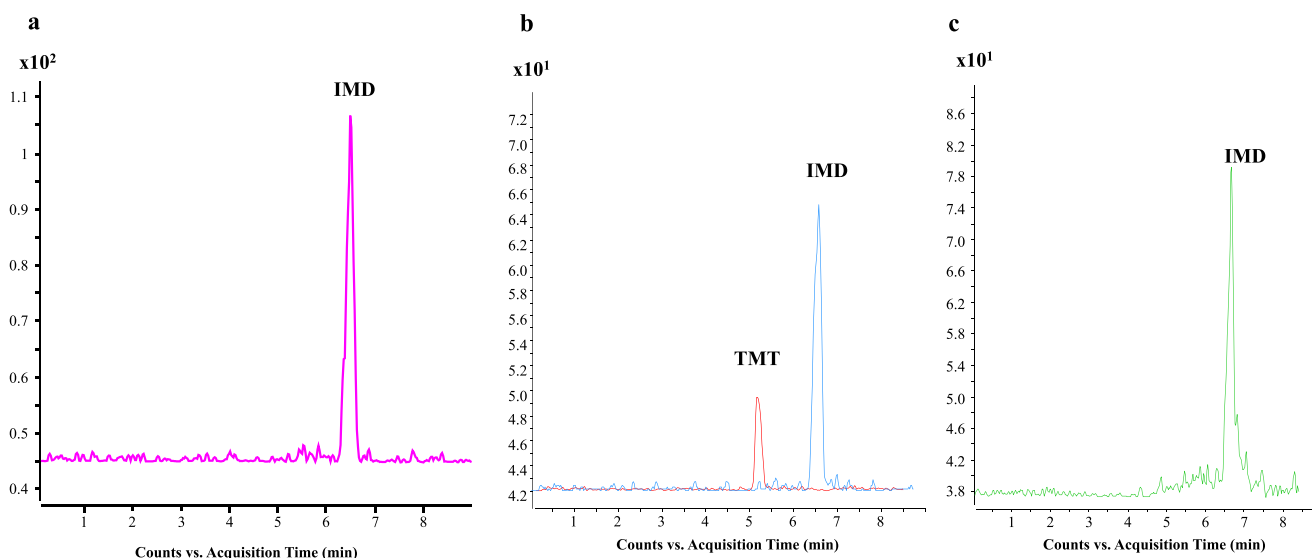 a
x10²
IMD
1.1
1
0.9
0.8
0.7
0.6
0.5
0.4
1 2 3 4 5 6 7 8
Counts vs. Acquisition Time (min)
b
x10¹
IMD
TMT
7.2
7.0
6.8
6.6
6.4
6.2
6.0
5.8
5.6
5.4
5.2
5.0
4.8
4.6
4.4
4.2
1 2 3 4 5 6 7 8
Counts vs. Acquisition Time (min)
c
x10¹
IMD
8.6
8.2
7.8
7.4
7.0
6.6
6.2
5.8
5.4
5.0
4.6
4.2
3.8
1 2 3 4 5 6 7 8
Counts vs. Acquisition Time (min)